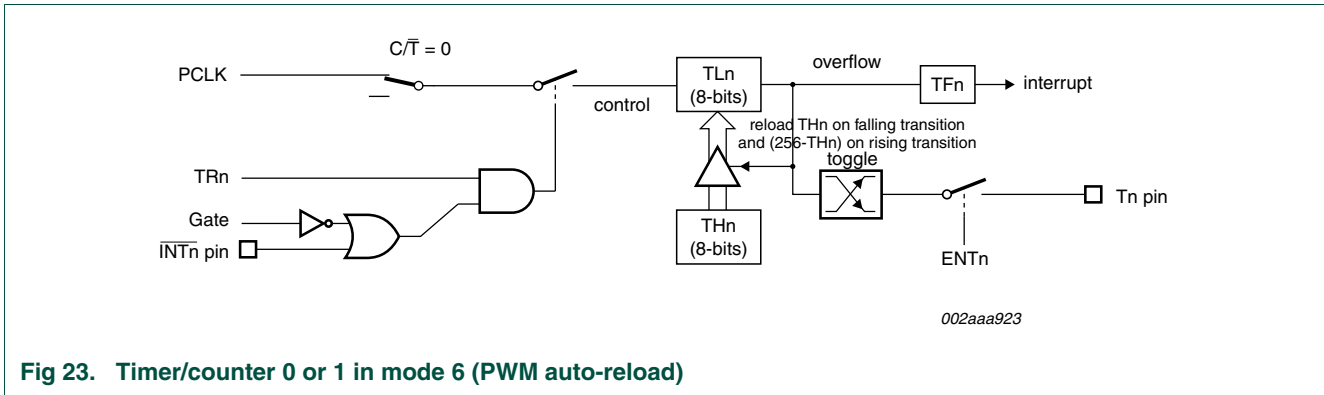 C/T̅ = 0
PCLK
TLn
(8-bits)
overflow
TFn
interrupt
control
reload THn on falling transition
and (256-THn) on rising transition
toggle
TRn
Gate
I̅N̅T̅n̅ pin
THn
(8-bits)
Tn pin
ENTn
002aaa923
Fig 23. Timer/counter 0 or 1 in mode 6 (PWM auto-reload)